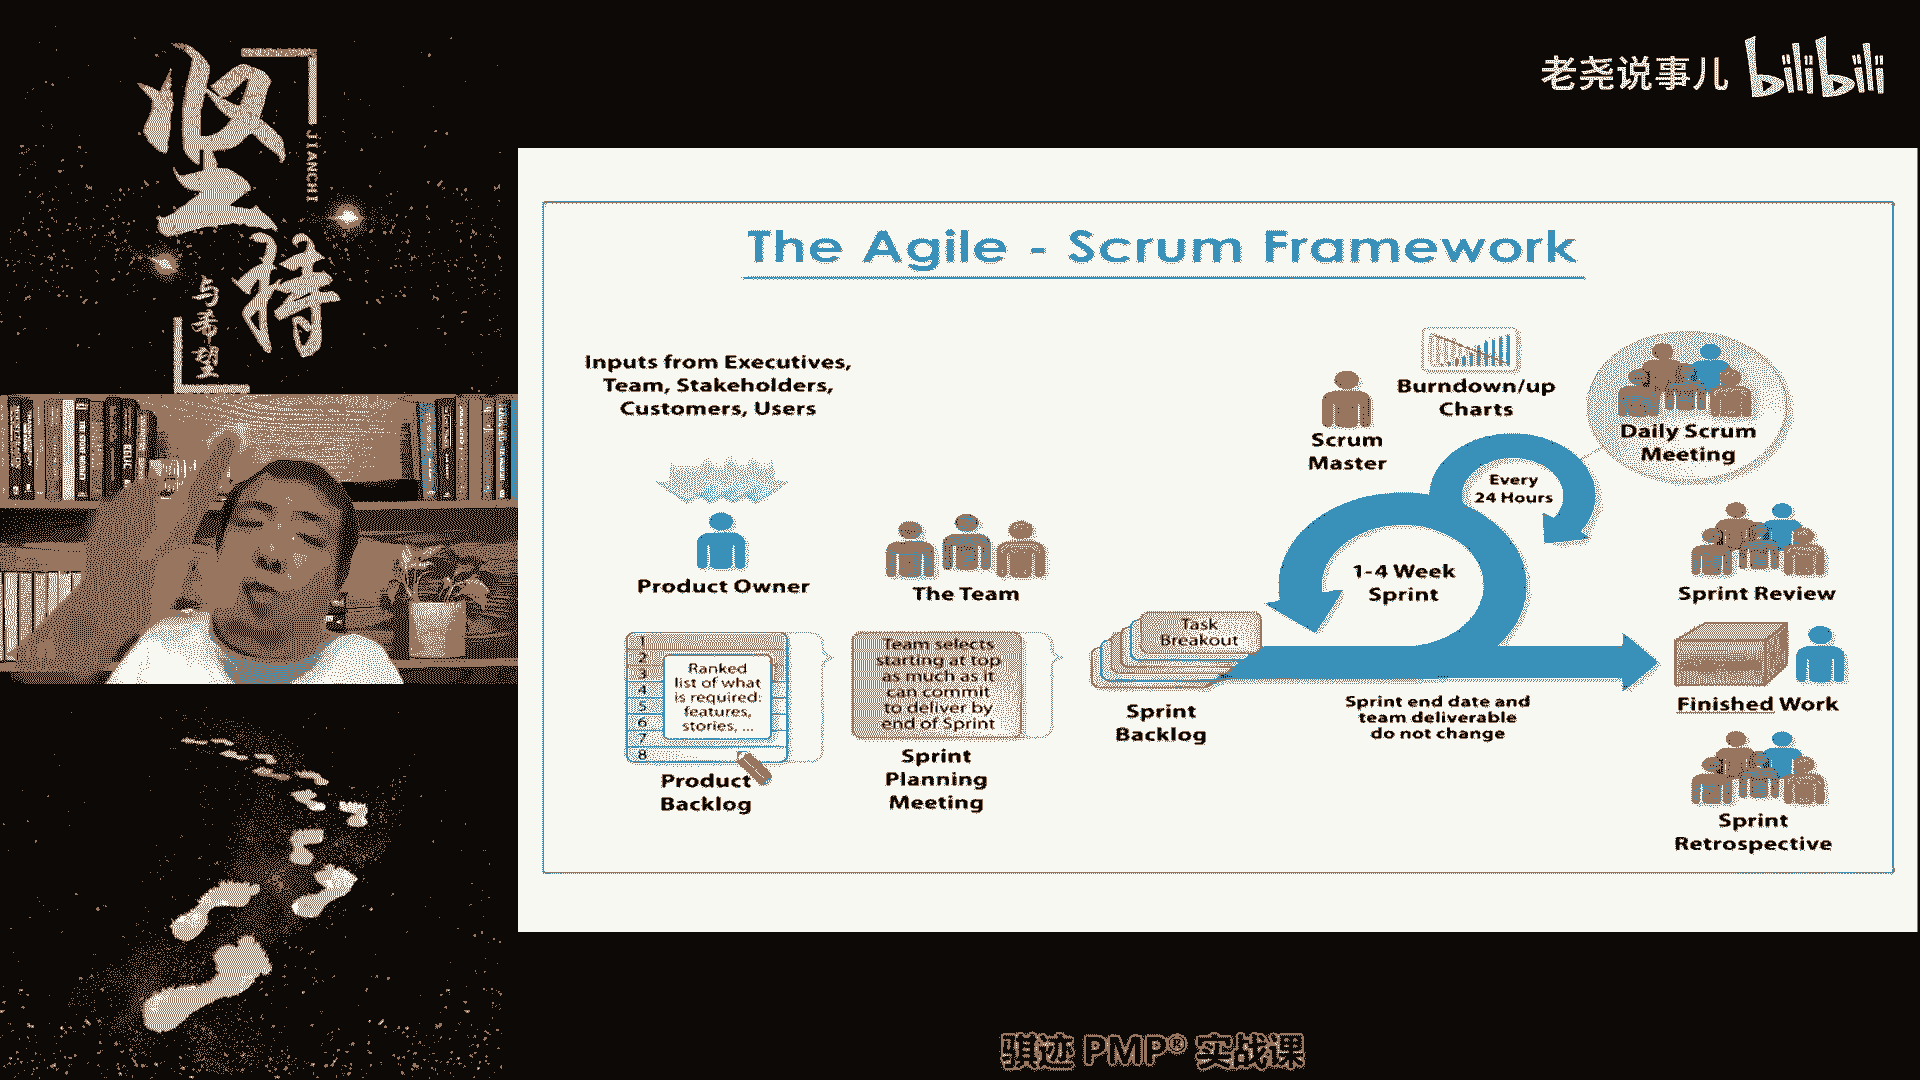 坚持
JIANCHI
与希望
老尧说事儿 bilibili
The Agile - Scrum Framework
Inputs from Executives,
Team, Stakeholders,
Customers, Users
Product Owner
The Team
1
2
3
4
5
6
7
8
Ranked
list of what
is required:
features,
stories, ...
Product
Backlog
Team selects
starting at top
as much as it
can commit
to deliver by
end of Sprint
Sprint
Planning
Meeting
Task
Breakout
Sprint
Backlog
Scrum
Master
Burndown/up
Charts
Every
24 Hours
1-4 Week
Sprint
Sprint end date and
team deliverable
do not change
Daily Scrum
Meeting
Sprint Review
Finished Work
Sprint
Retrospective
骐迹 PMP® 实战课